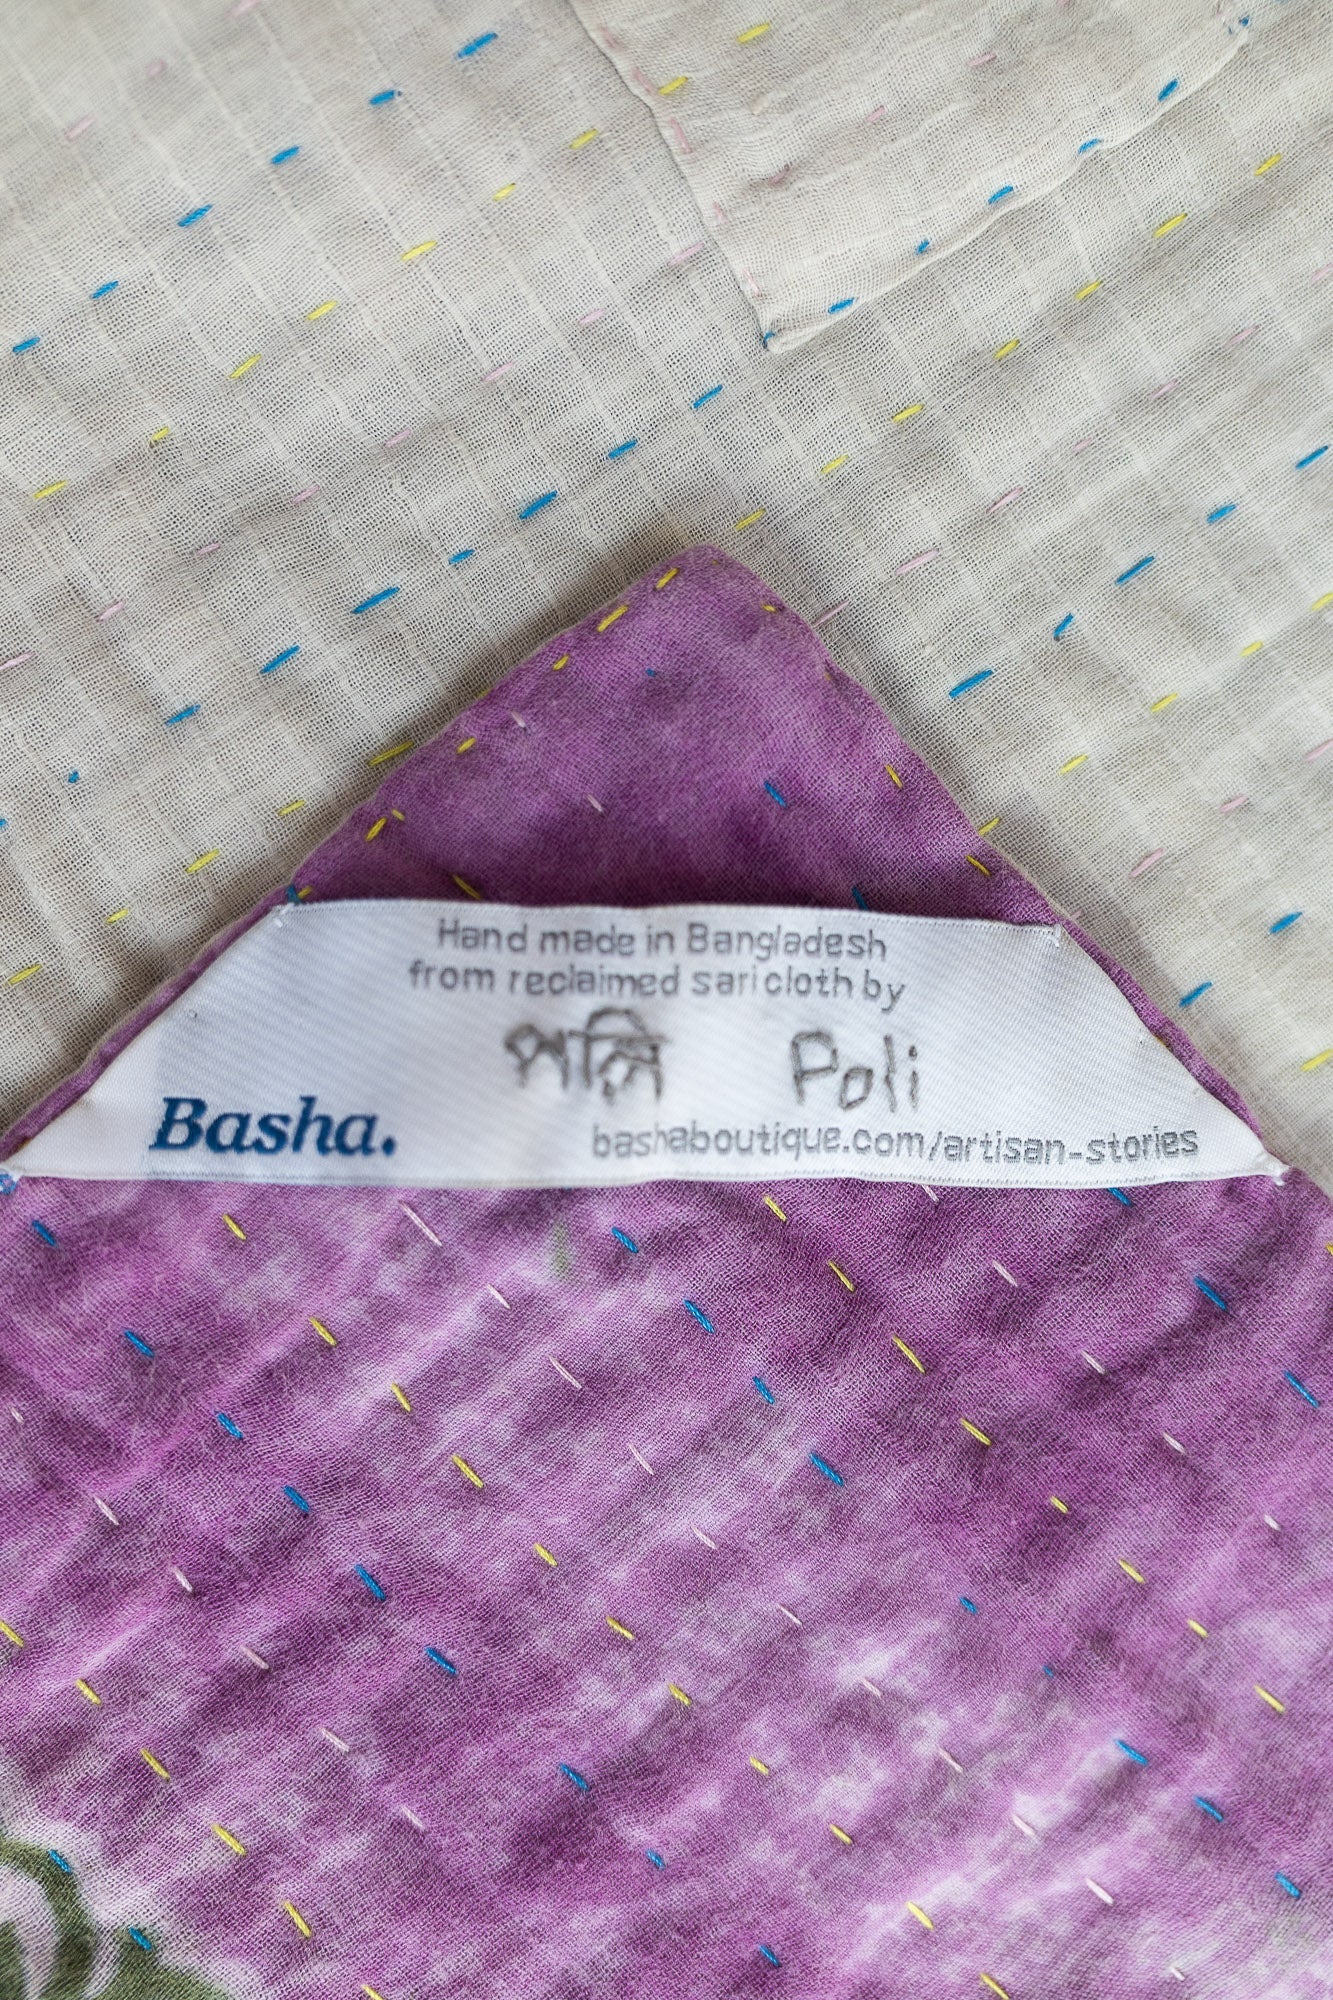 Hand made in Bangladesh
from reclaimed sari cloth by
পলি Poli
Basha.
bashaboutique.com/artisan-stories